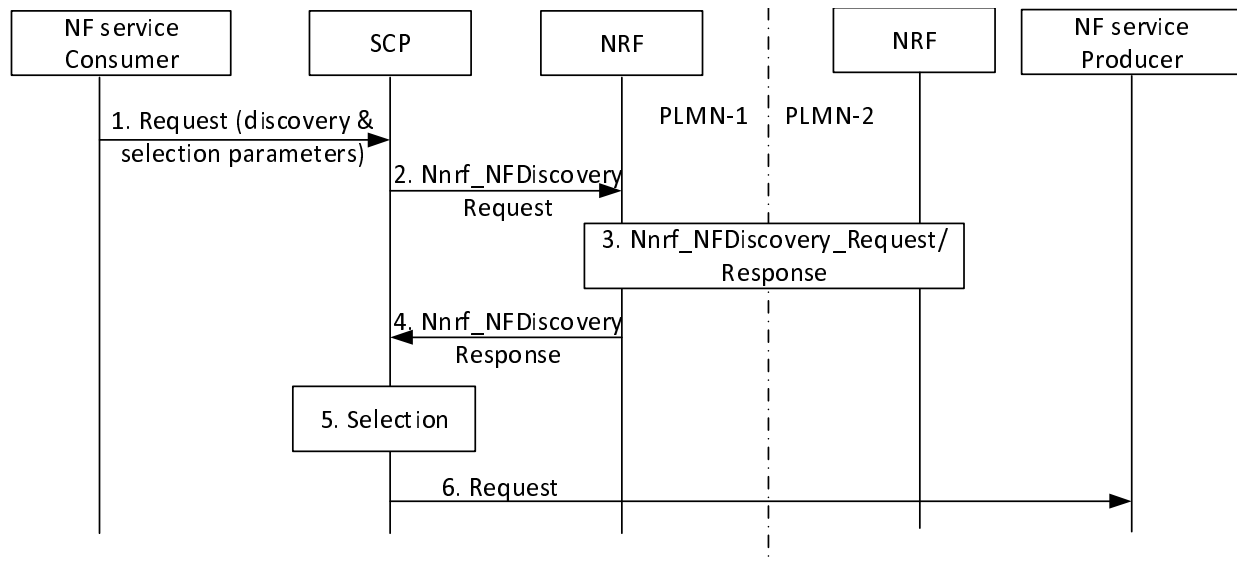 NF service
Consumer
SCP
NRF
NRF
NF service
Producer
PLMN-1
PLMN-2
1. Request (discovery &
selection parameters)
2. Nnrf_NFDiscovery
Request
3. Nnrf_NFDiscovery_Request/
Response
4. Nnrf_NFDiscovery
Response
5. Selection
6. Request